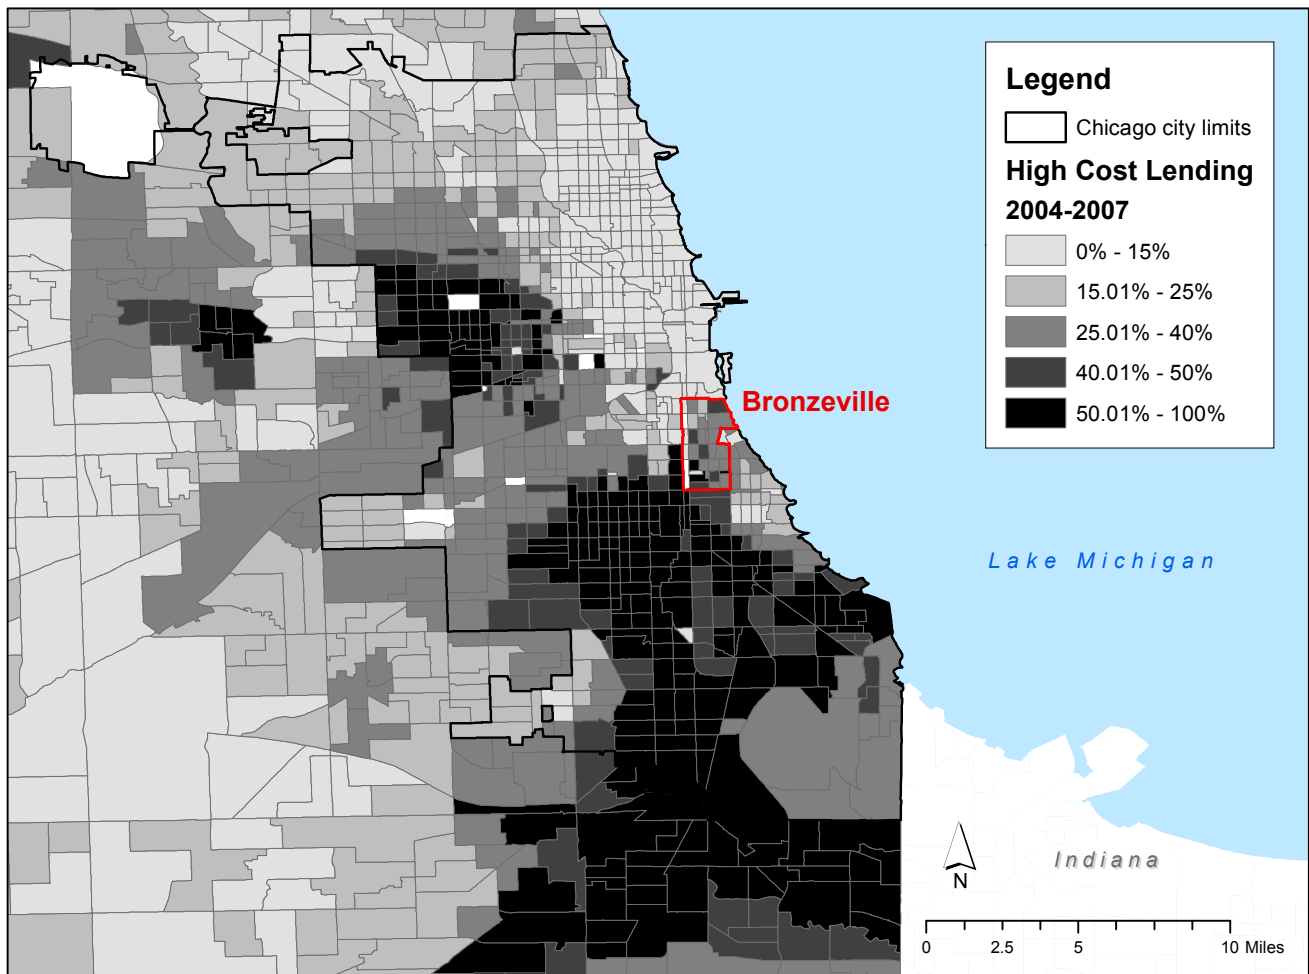 Legend
Chicago city limits
High Cost Lending
2004-2007
0% - 15%
15.01% - 25%
25.01% - 40%
40.01% - 50%
50.01% - 100%
Bronzeville
Lake Michigan
Indiana
N
0 2.5 5 10 Miles